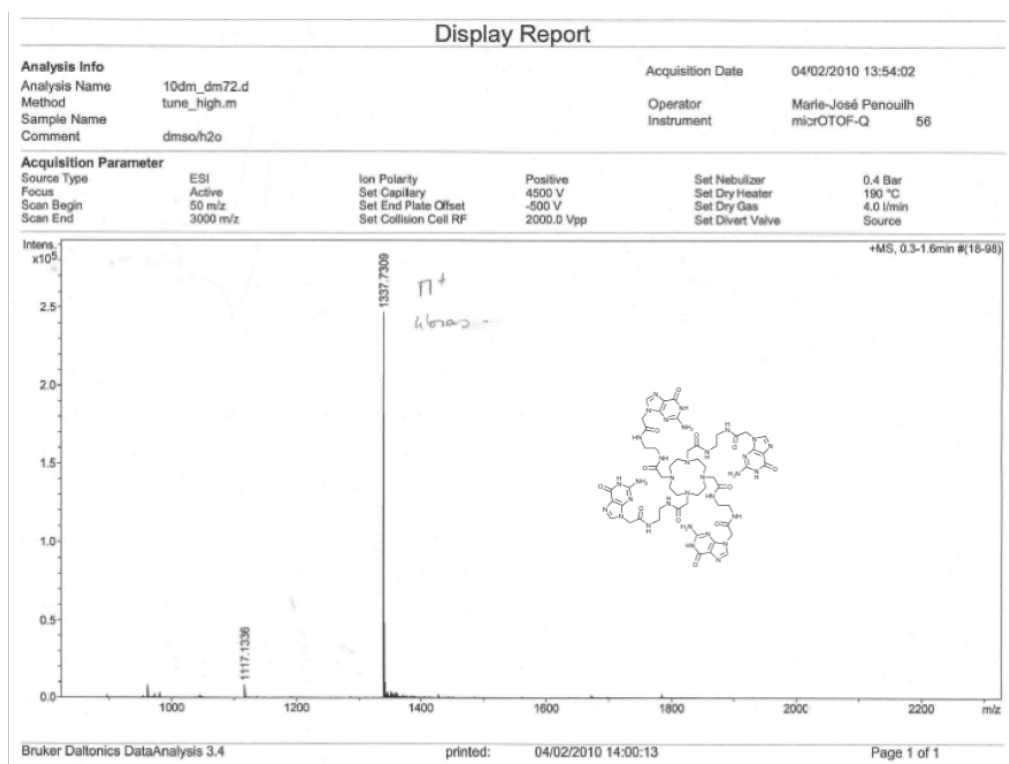 Display Report
Analysis Info
Acquisition Date 04/02/2010 13:54:02
Analysis Name 10dm_dm72.d
Method tune_high.m
Operator Marie-José Penouilh
Sample Name
Instrument micrOTOF-Q 56
Comment dmso/h2o
Acquisition Parameter
Source Type ESI Ion Polarity Positive Set Nebulizer 0.4 Bar
Focus Active Set Capillary 4500 V Set Dry Heater 190 °C
Scan Begin 50 m/z Set End Plate Offset -500 V Set Dry Gas 4.0 l/min
Scan End 3000 m/z Set Collision Cell RF 2000.0 Vpp Set Divert Valve Source
Intens.
x10⁵
+MS, 0.3-1.6min #(18-98)
1337.7309
2.5
2.0
1.5
1.0
0.5
1117.1336
0.0
1000 1200 1400 1600 1800 2000 2200 m/z
Bruker Daltonics DataAnalysis 3.4 printed: 04/02/2010 14:00:13 Page 1 of 1